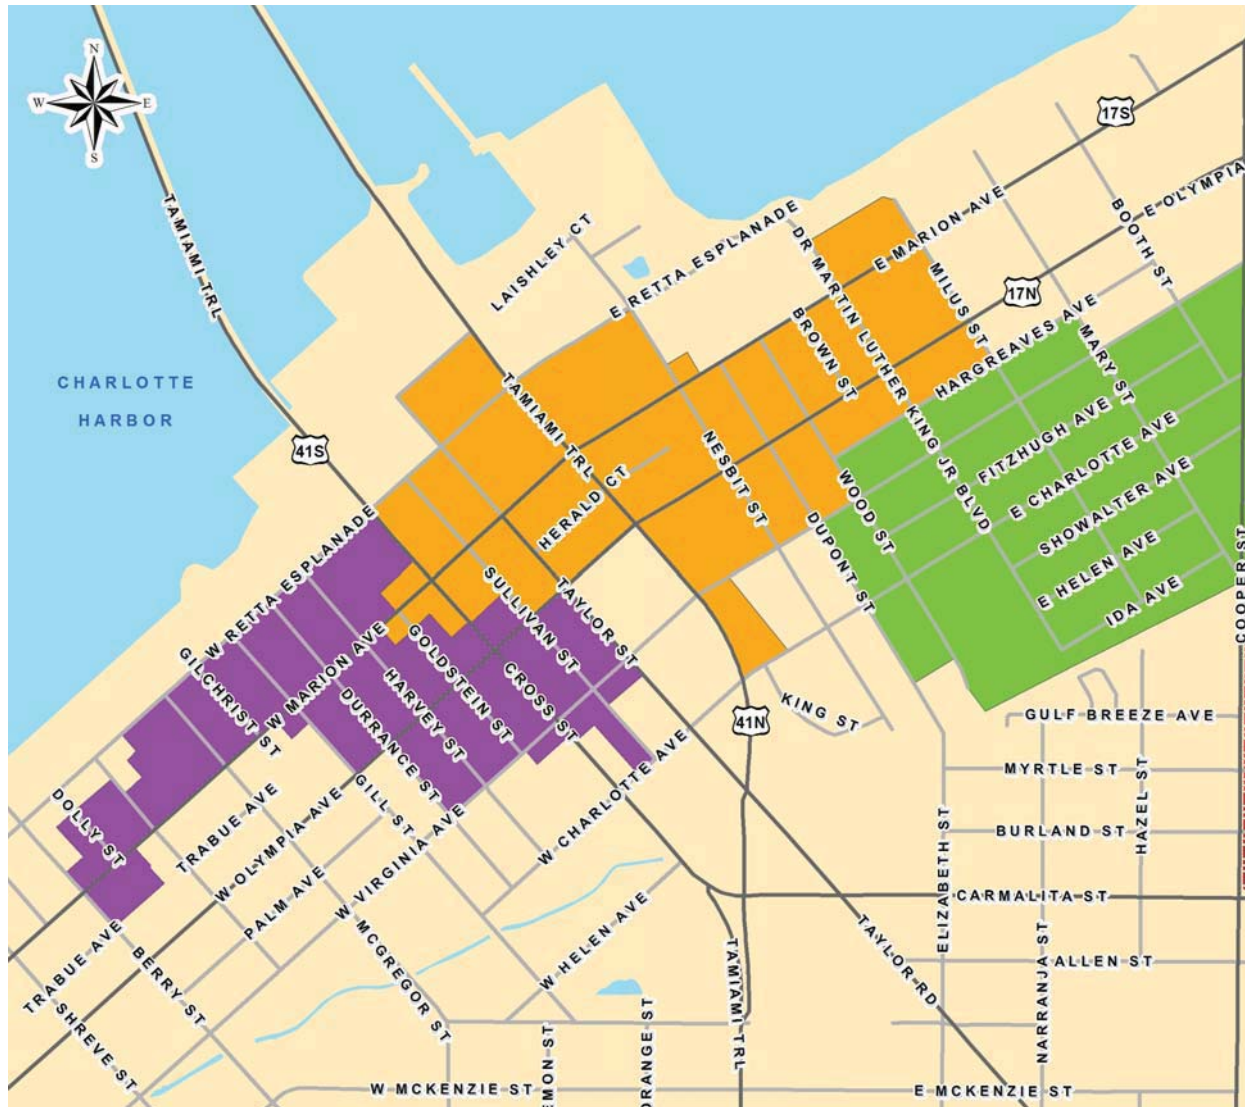 N
W
E
S
17S
E OLYMPIA
E MARION AVE
BOOTH ST
TAMIAMI TRL
LAISHLEY CT
E RETTA ESPLANADE
DR MARTIN LUTHER KING JR BLVD
MILUS ST
17N
BROWN ST
HARGREAVES AVE
MARY ST
CHARLOTTE
HARBOR
TAMIAMI TRL
41S
HERALD CT
NESBIT ST
WOOD ST
FITZHUGH AVE
E CHARLOTTE AVE
SHOWALTER AVE
E HELEN AVE
IDA AVE
COOPER ST
DUPONT ST
W RETTA ESPLANADE
SULLIVAN ST
TAYLOR ST
GOLDSTEIN ST
CROSS ST
HARVEY ST
DURRANCE ST
W MARION AVE
GILCHRIST ST
41N
KING ST
GULF BREEZE AVE
MYRTLE ST
HAZEL ST
BURLAND ST
ELIZABETH ST
DOLLY ST
TRABUE AVE
GILL ST
W OLYMPIA AVE
PALM AVE
W VIRGINIA AVE
W CHARLOTTE AVE
CARMALITA ST
TRABUE AVE
BERRY ST
MCGREGOR ST
W HELEN AVE
TAMIAMI TRL
TAYLOR RD
NARRANJA ST
ALLEN ST
SHREVE ST
W MCKENZIE ST
EMON ST
ORANGE ST
E MCKENZIE ST